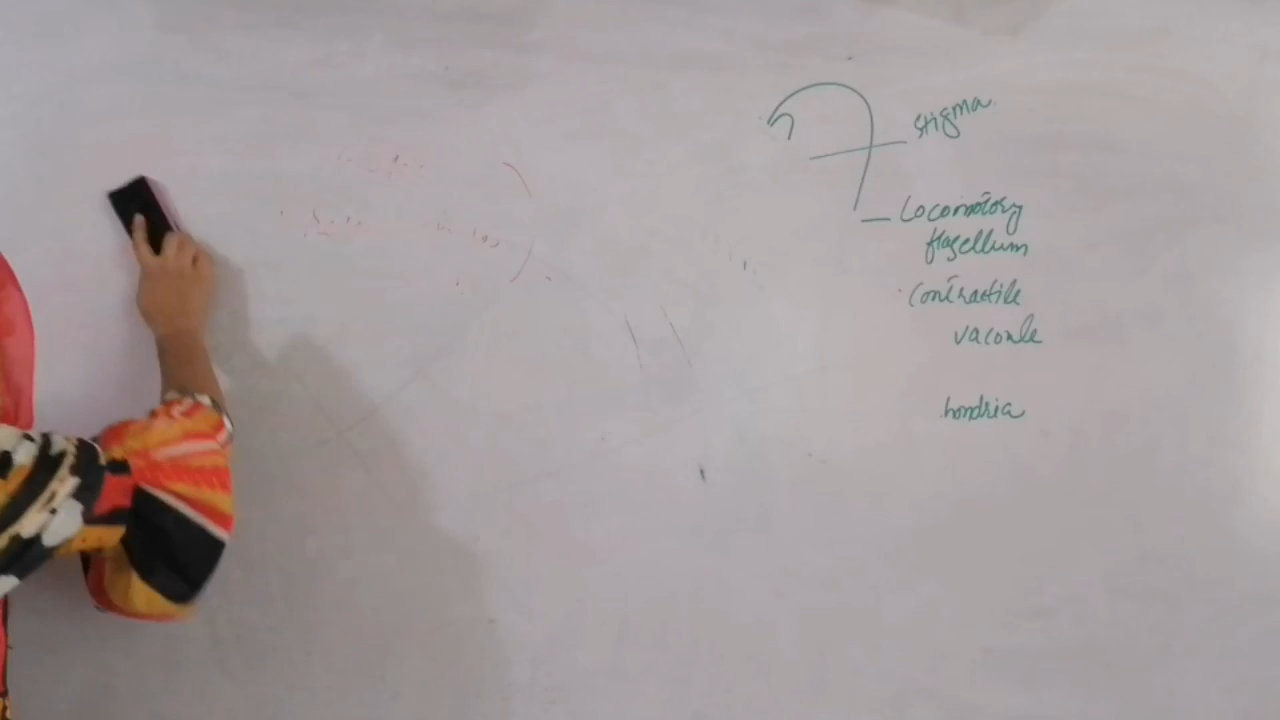 stigma
Locomotory
flagellum
Contractile
vacoule
hondria